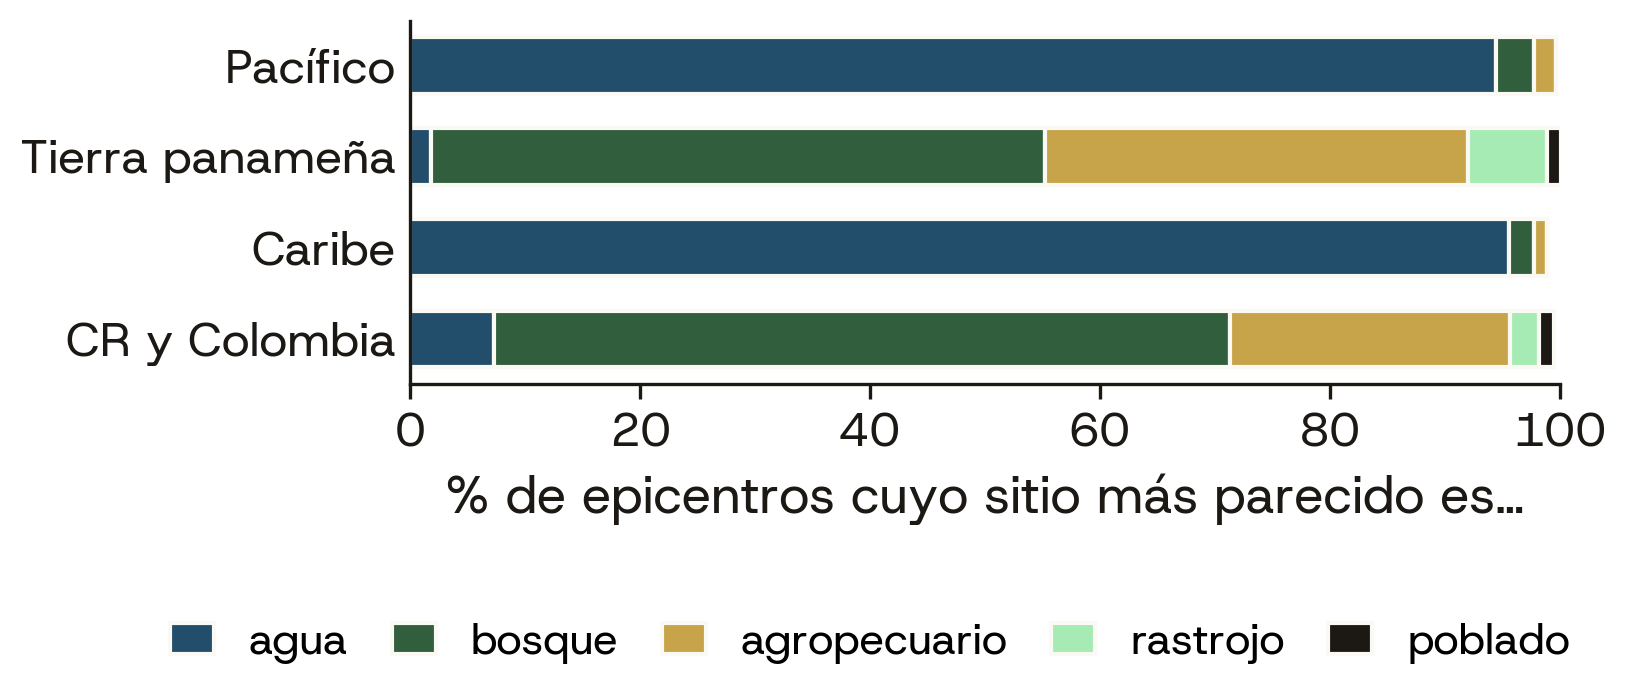 Pacífico
Tierra panameña
Caribe
CR y Colombia
0 20 40 60 80 100
% de epicentros cuyo sitio más parecido es...
agua bosque agropecuario rastrojo poblado